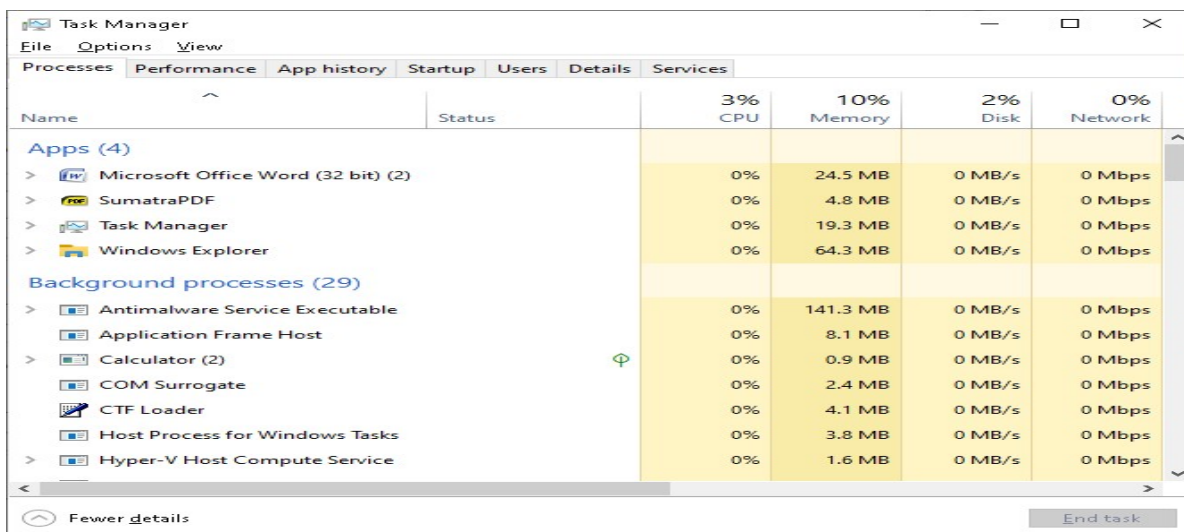 Task Manager
File Options View
Processes Performance App history Startup Users Details Services
3% 10% 2% 0%
Name Status CPU Memory Disk Network
Apps (4)
Microsoft Office Word (32 bit) (2) 0% 24.5 MB 0 MB/s 0 Mbps
SumatraPDF 0% 4.8 MB 0 MB/s 0 Mbps
Task Manager 0% 19.3 MB 0 MB/s 0 Mbps
Windows Explorer 0% 64.3 MB 0 MB/s 0 Mbps
Background processes (29)
Antimalware Service Executable 0% 141.3 MB 0 MB/s 0 Mbps
Application Frame Host 0% 8.1 MB 0 MB/s 0 Mbps
Calculator (2) 0% 0.9 MB 0 MB/s 0 Mbps
COM Surrogate 0% 2.4 MB 0 MB/s 0 Mbps
CTF Loader 0% 4.1 MB 0 MB/s 0 Mbps
Host Process for Windows Tasks 0% 3.8 MB 0 MB/s 0 Mbps
Hyper-V Host Compute Service 0% 1.6 MB 0 MB/s 0 Mbps
Fewer details End task